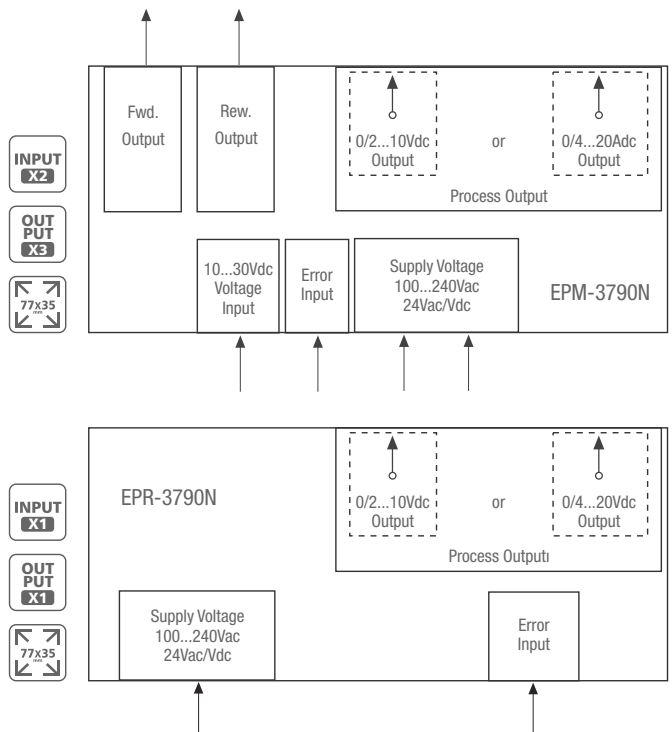 Fwd.
Output
Rew.
Output
0/2...10Vdc
Output
or
0/4...20Adc
Output
Process Output
INPUT
X2
OUT
PUT
X3
77x35
mm
10...30Vdc
Voltage
Input
Error
Input
Supply Voltage
100...240Vac
24Vac/Vdc
EPM-3790N
EPR-3790N
0/2...10Vdc
Output
or
0/4...20Vdc
Output
Process Outputı
INPUT
X1
OUT
PUT
X1
77x35
mm
Supply Voltage
100...240Vac
24Vac/Vdc
Error
Input